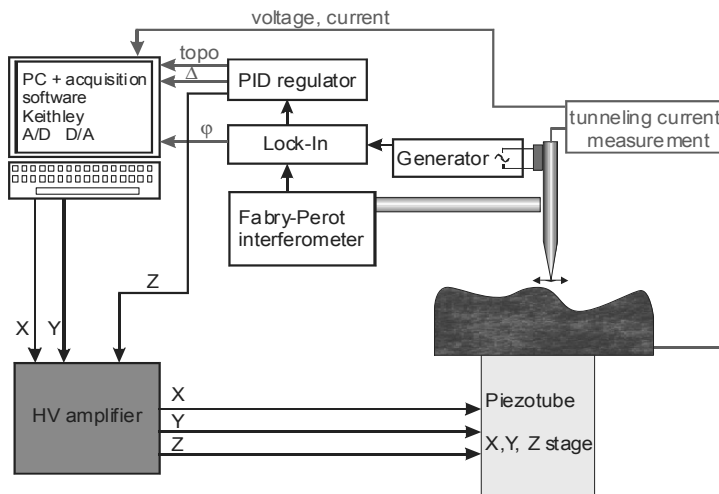 voltage, current
topo
Δ
PC + acquisition
software
Keithley
A/D D/A
PID regulator
φ
Lock-In
Generator ~
tunneling current
measurement
Fabry-Perot
interferometer
Z
X
Y
HV amplifier
X
Y
Z
Piezotube
X,Y, Z stage